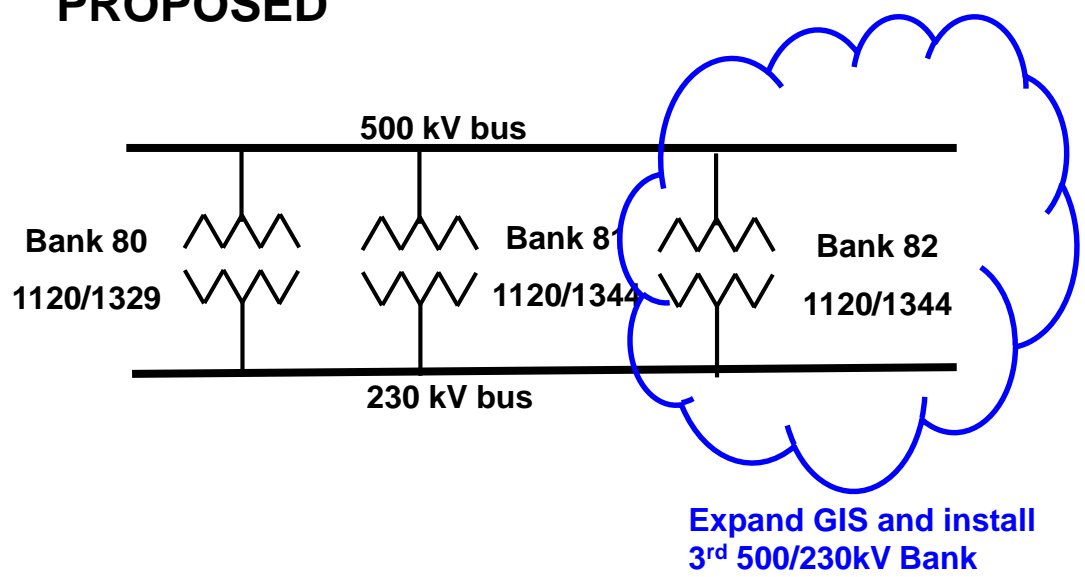 PROPOSED
500 kV bus
Bank 80
1120/1329
Bank 81
1120/1344
Bank 82
1120/1344
230 kV bus
Expand GIS and install
3rd 500/230kV Bank